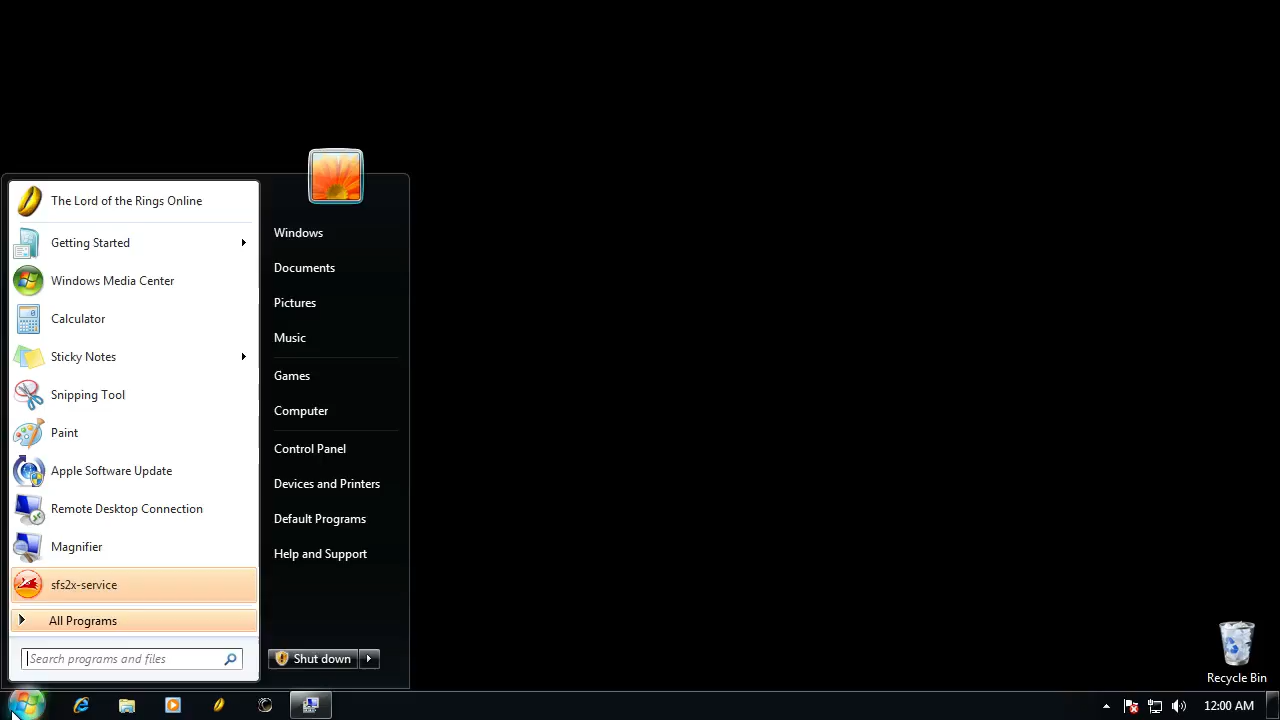 The Lord of the Rings Online
Getting Started
Windows Media Center
Calculator
Sticky Notes
Snipping Tool
Paint
Apple Software Update
Remote Desktop Connection
Magnifier
sfs2x-service
All Programs
Search programs and files
Windows
Documents
Pictures
Music
Games
Computer
Control Panel
Devices and Printers
Default Programs
Help and Support
Shut down
Recycle Bin
12:00 AM